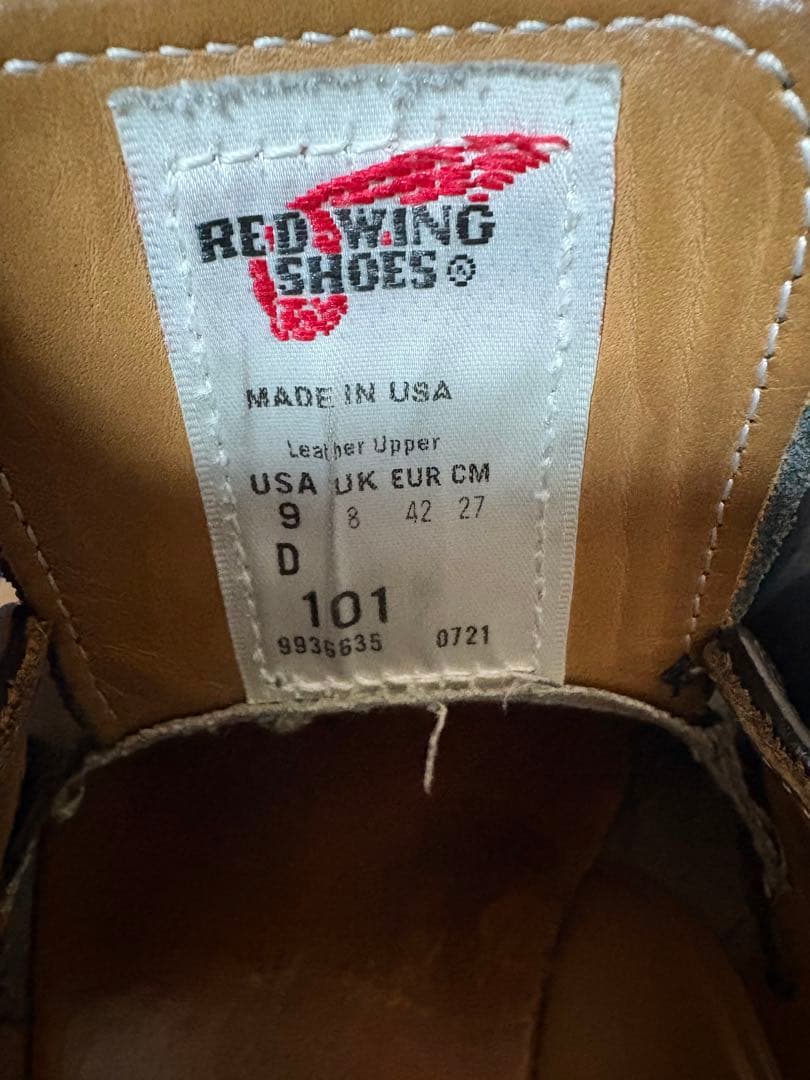 RED WING
SHOES ®
MADE IN USA
Leather Upper
USA UK EUR CM
9 8 42 27
D
101
9936635 0721